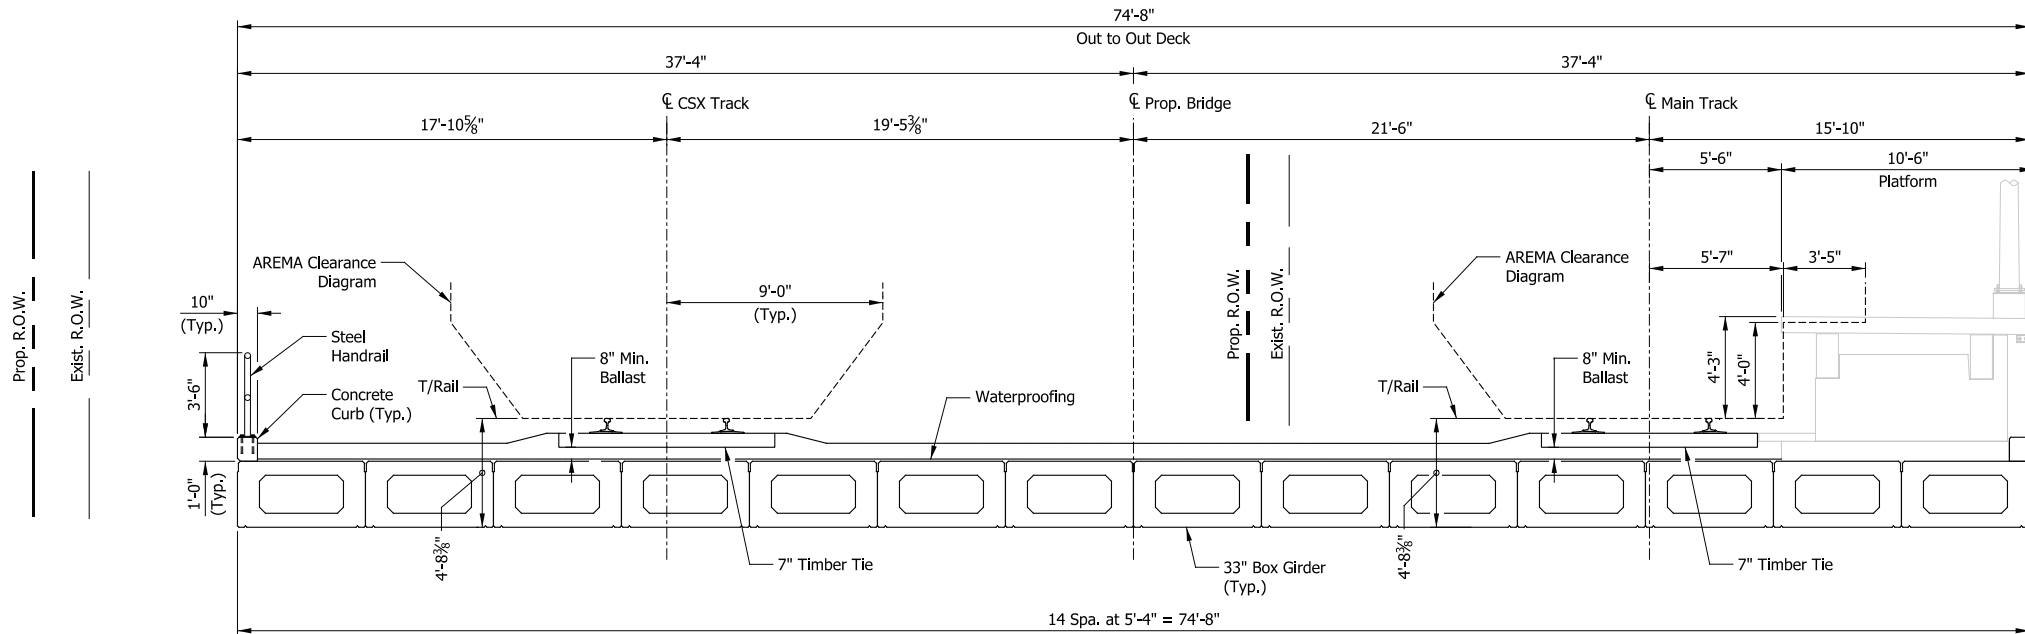 74'-8"
Out to Out Deck
37'-4"
37'-4"
℄ CSX Track
℄ Prop. Bridge
℄ Main Track
17'-10⅝"
19'-5⅜"
21'-6"
15'-10"
5'-6"
10'-6"
Platform
Prop. R.O.W.
Exist. R.O.W.
AREMA Clearance
Diagram
10"
(Typ.)
9'-0"
(Typ.)
Prop. R.O.W.
Exist. R.O.W.
AREMA Clearance
Diagram
5'-7"
3'-5"
Steel
Handrail
3'-6"
Concrete
Curb (Typ.)
T/Rail
8" Min.
Ballast
Waterproofing
T/Rail
8" Min.
Ballast
4'-3"
4'-0"
1'-0"
(Typ.)
4'-8⅜"
7" Timber Tie
33" Box Girder
(Typ.)
4'-8⅜"
7" Timber Tie
14 Spa. at 5'-4" = 74'-8"